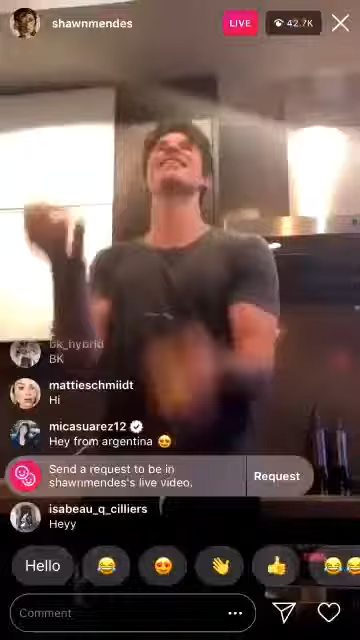 shawnmendes
LIVE
42.7K
bk_hybrid
BK
mattieschmiidt
Hi
micasuarez12
Hey from argentina 😍
Send a request to be in
shawnmendes's live video.
Request
isabeau_q_cilliers
Heyy
Hello
Comment